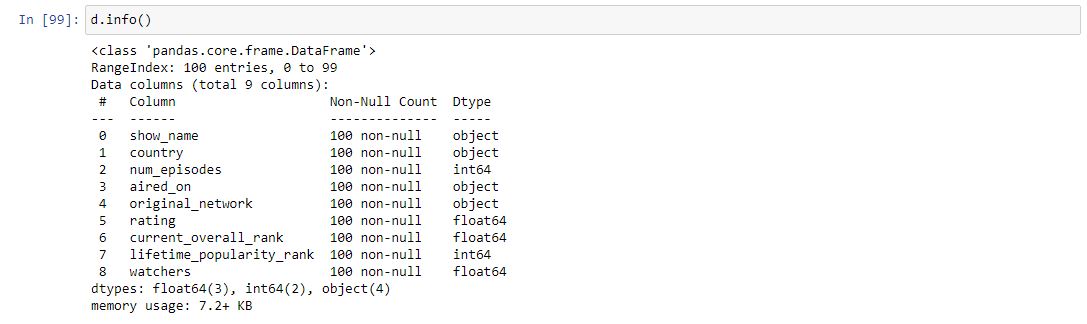 In [99]: d.info()
<class 'pandas.core.frame.DataFrame'>
RangeIndex: 100 entries, 0 to 99
Data columns (total 9 columns):
 #   Column                    Non-Null Count  Dtype
---  ------                    --------------  -----
 0   show_name                 100 non-null    object
 1   country                   100 non-null    object
 2   num_episodes              100 non-null    int64
 3   aired_on                  100 non-null    object
 4   original_network          100 non-null    object
 5   rating                    100 non-null    float64
 6   current_overall_rank      100 non-null    float64
 7   lifetime_popularity_rank  100 non-null    int64
 8   watchers                  100 non-null    float64
dtypes: float64(3), int64(2), object(4)
memory usage: 7.2+ KB